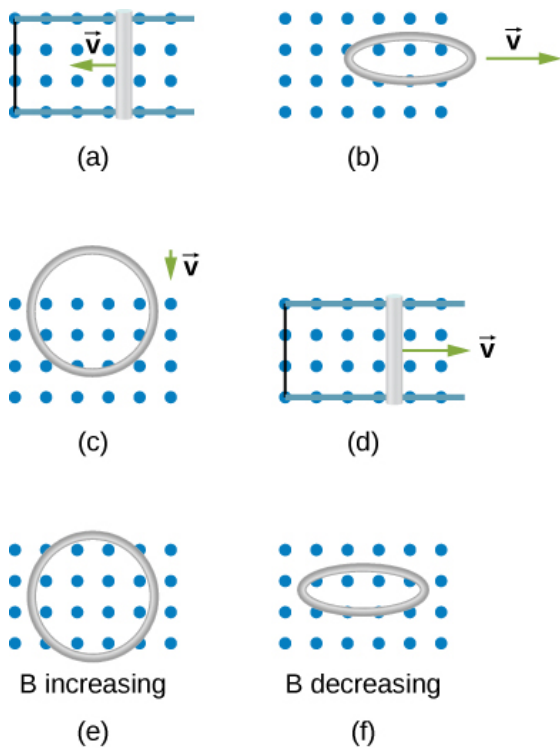 v⃗
v⃗
(a)
(b)
v⃗
v⃗
(c)
(d)
B increasing
B decreasing
(e)
(f)